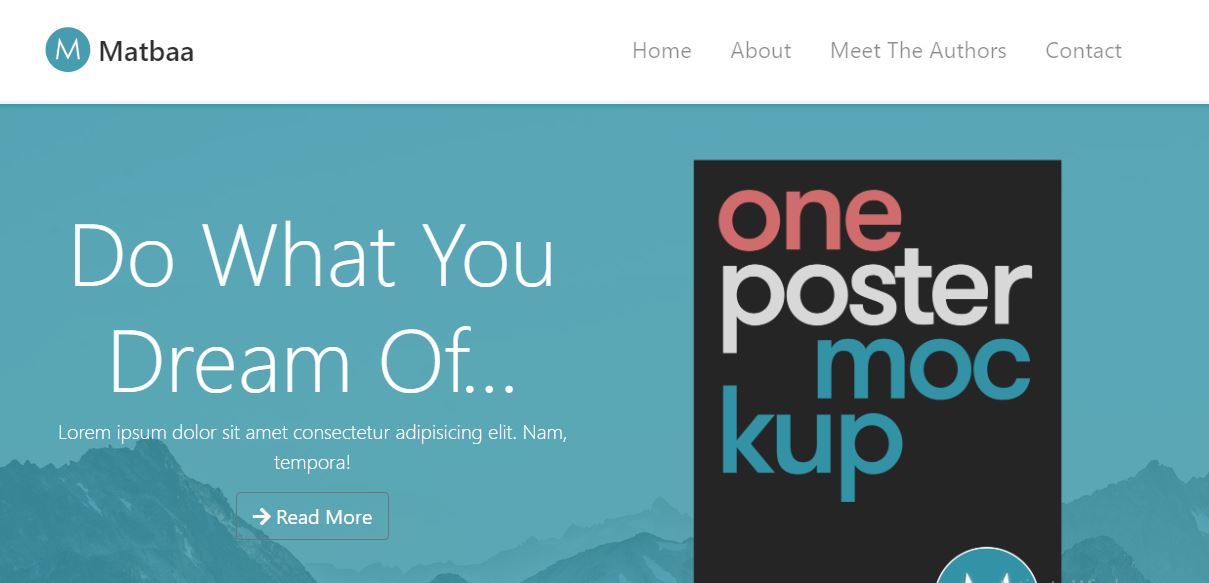 M Matbaa
Home About Meet The Authors Contact
Do What You
Dream Of...
Lorem ipsum dolor sit amet consectetur adipisicing elit. Nam,
tempora!
Read More
one
poster
moc
kup